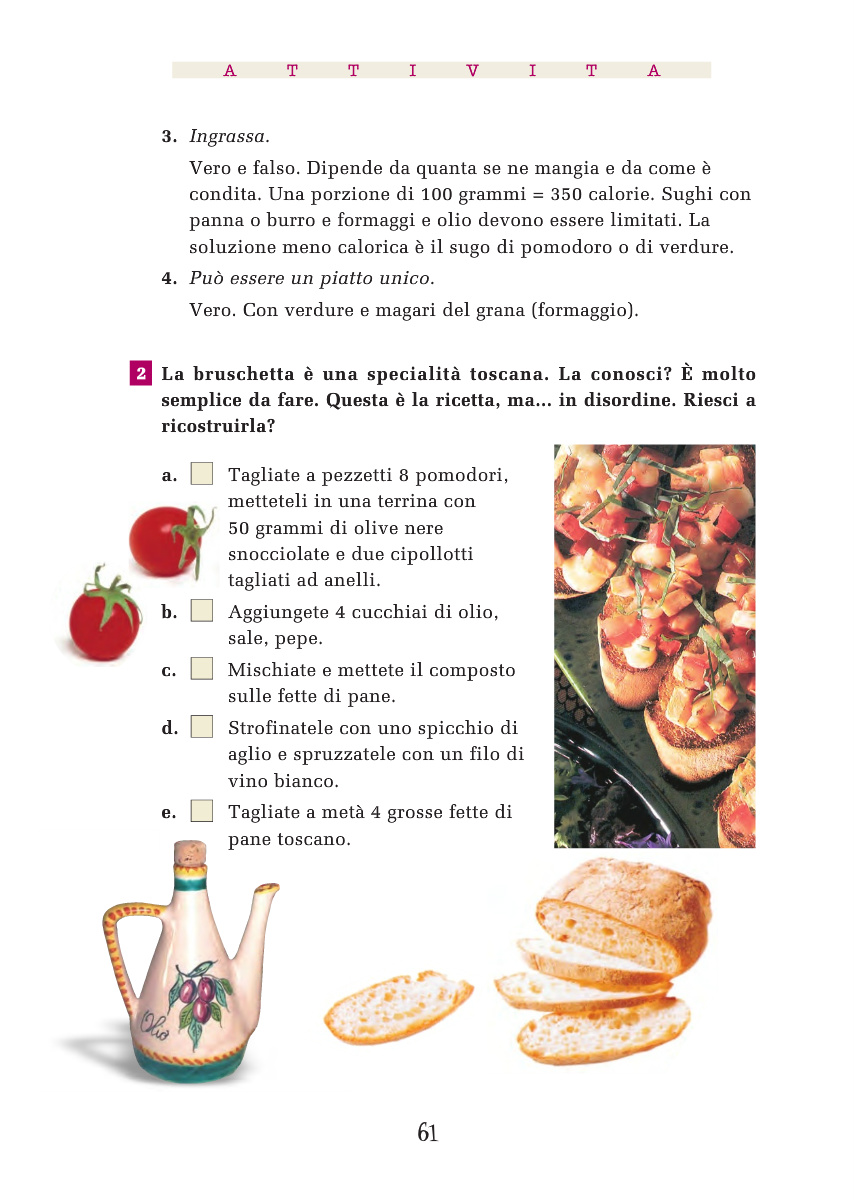 A T T I V I T A
3. Ingrassa.
Vero e falso. Dipende da quanta se ne mangia e da come è
condita. Una porzione di 100 grammi = 350 calorie. Sughi con
panna o burro e formaggi e olio devono essere limitati. La
soluzione meno calorica è il sugo di pomodoro o di verdure.
4. Può essere un piatto unico.
Vero. Con verdure e magari del grana (formaggio).
2 La bruschetta è una specialità toscana. La conosci? È molto
semplice da fare. Questa è la ricetta, ma... in disordine. Riesci a
ricostruirla?
a. Tagliate a pezzetti 8 pomodori,
metteteli in una terrina con
50 grammi di olive nere
snocciolate e due cipollotti
tagliati ad anelli.
b. Aggiungete 4 cucchiai di olio,
sale, pepe.
c. Mischiate e mettete il composto
sulle fette di pane.
d. Strofinatele con uno spicchio di
aglio e spruzzatele con un filo di
vino bianco.
e. Tagliate a metà 4 grosse fette di
pane toscano.
Olio
61